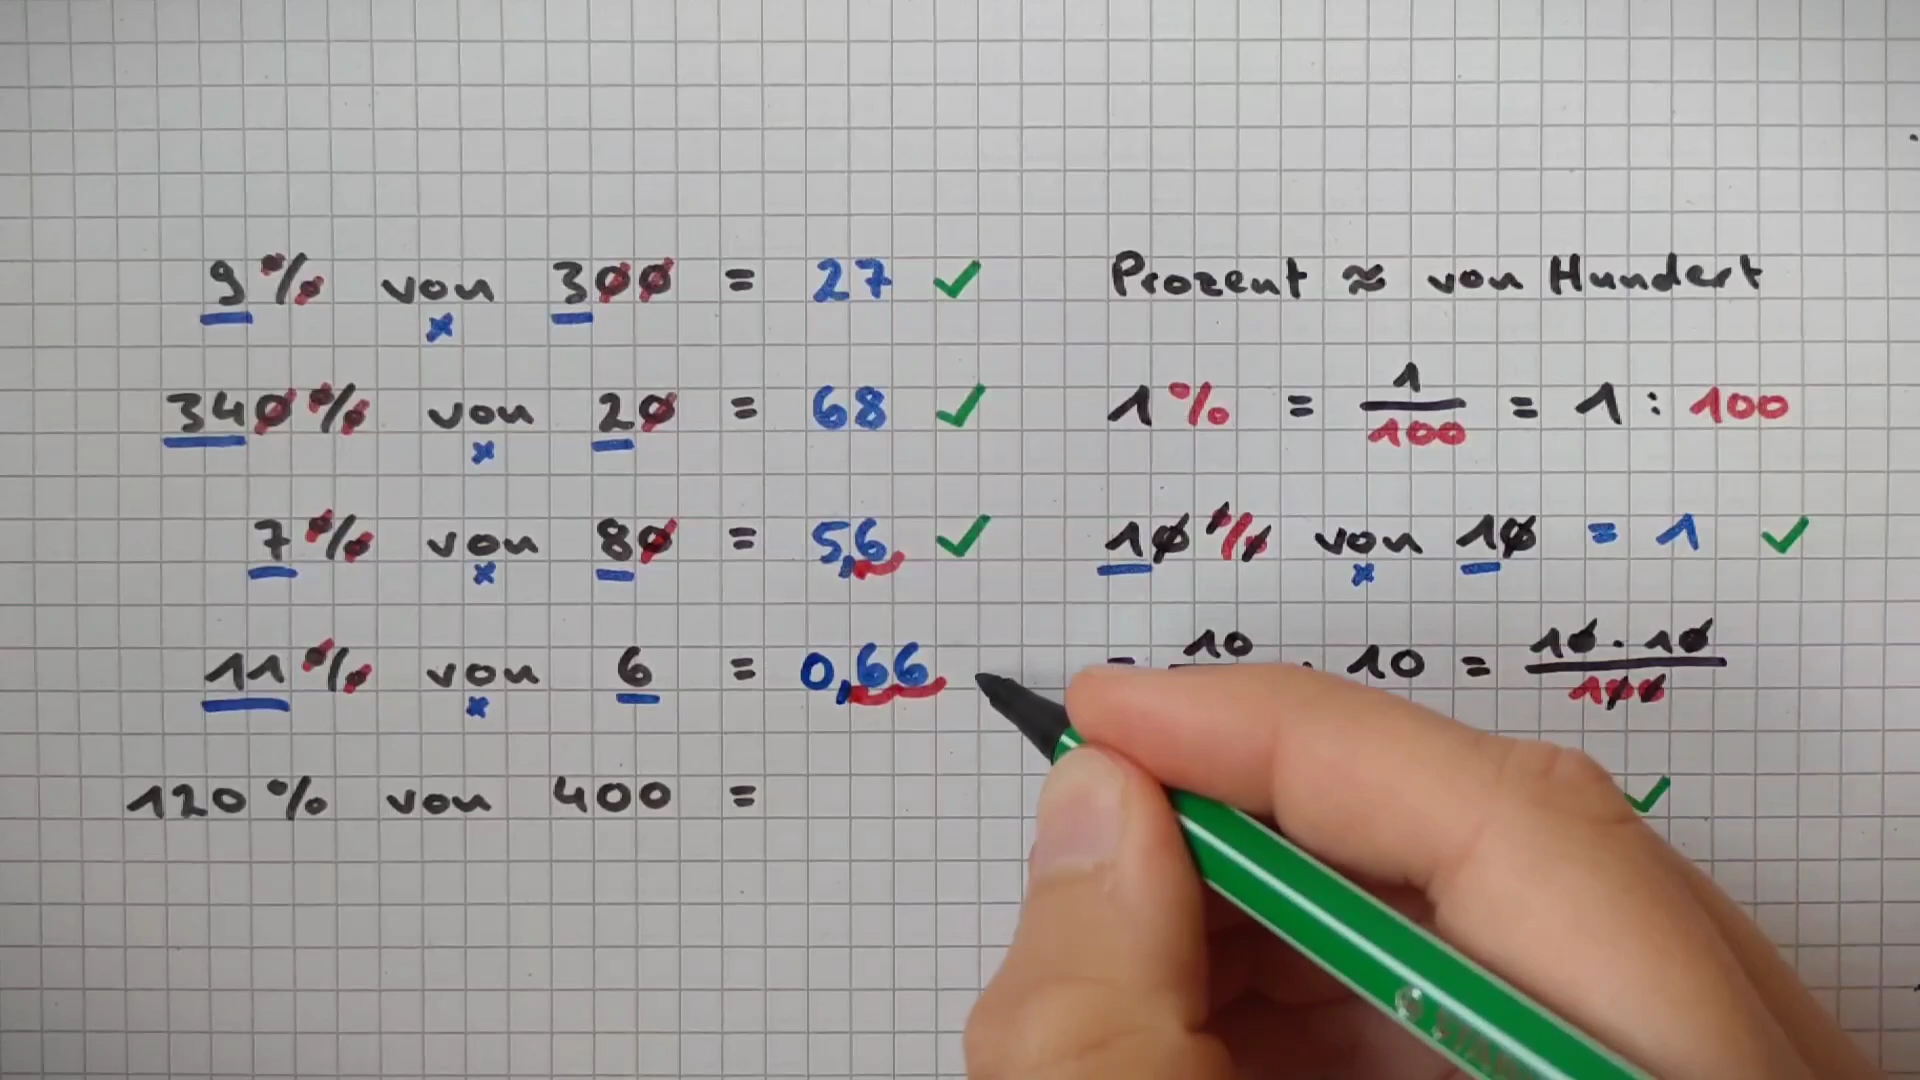 9% von 300 = 27 ✓
x
340% von 20 = 68 ✓
x
7% von 80 = 5,6 ✓
x
11% von 6 = 0,66
x
120% von 400 =
Prozent ≈ von Hundert
1% = 1/100 = 1 : 100
10% von 10 = 1 ✓
x
= 10 · 10 = 10 · 10 / 100
✓